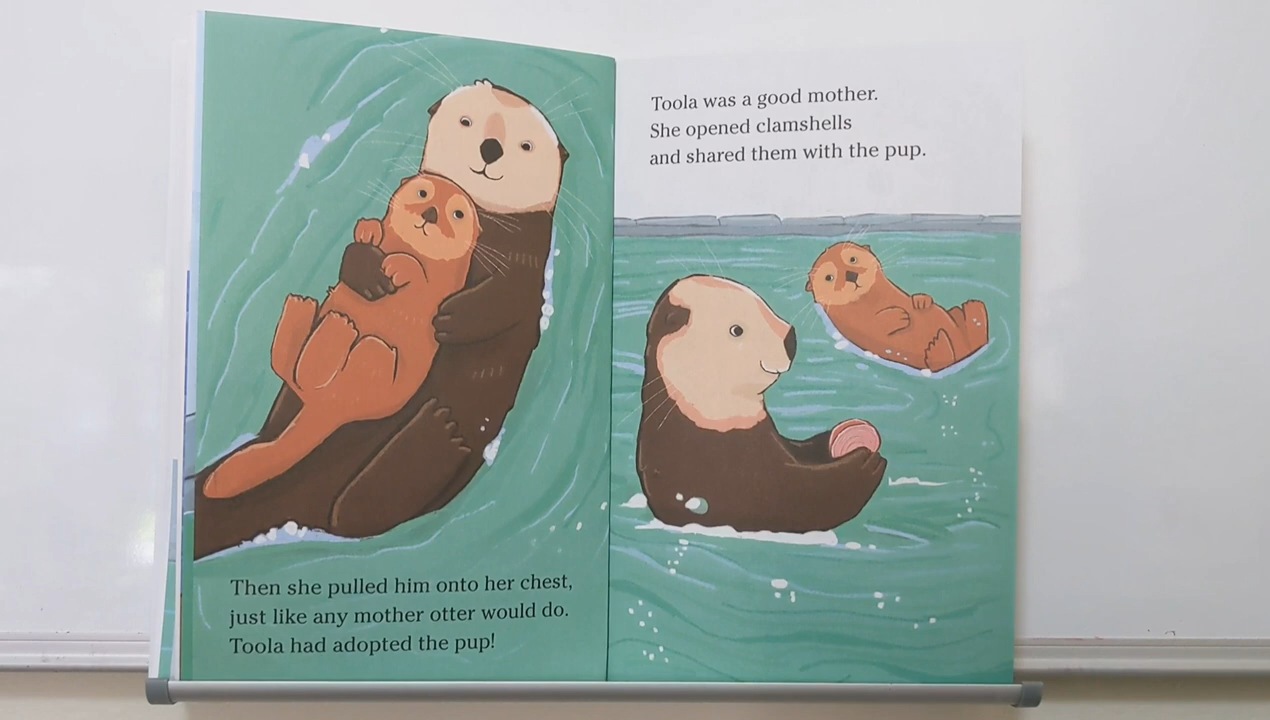 Then she pulled him onto her chest,
just like any mother otter would do.
Toola had adopted the pup!
Toola was a good mother.
She opened clamshells
and shared them with the pup.